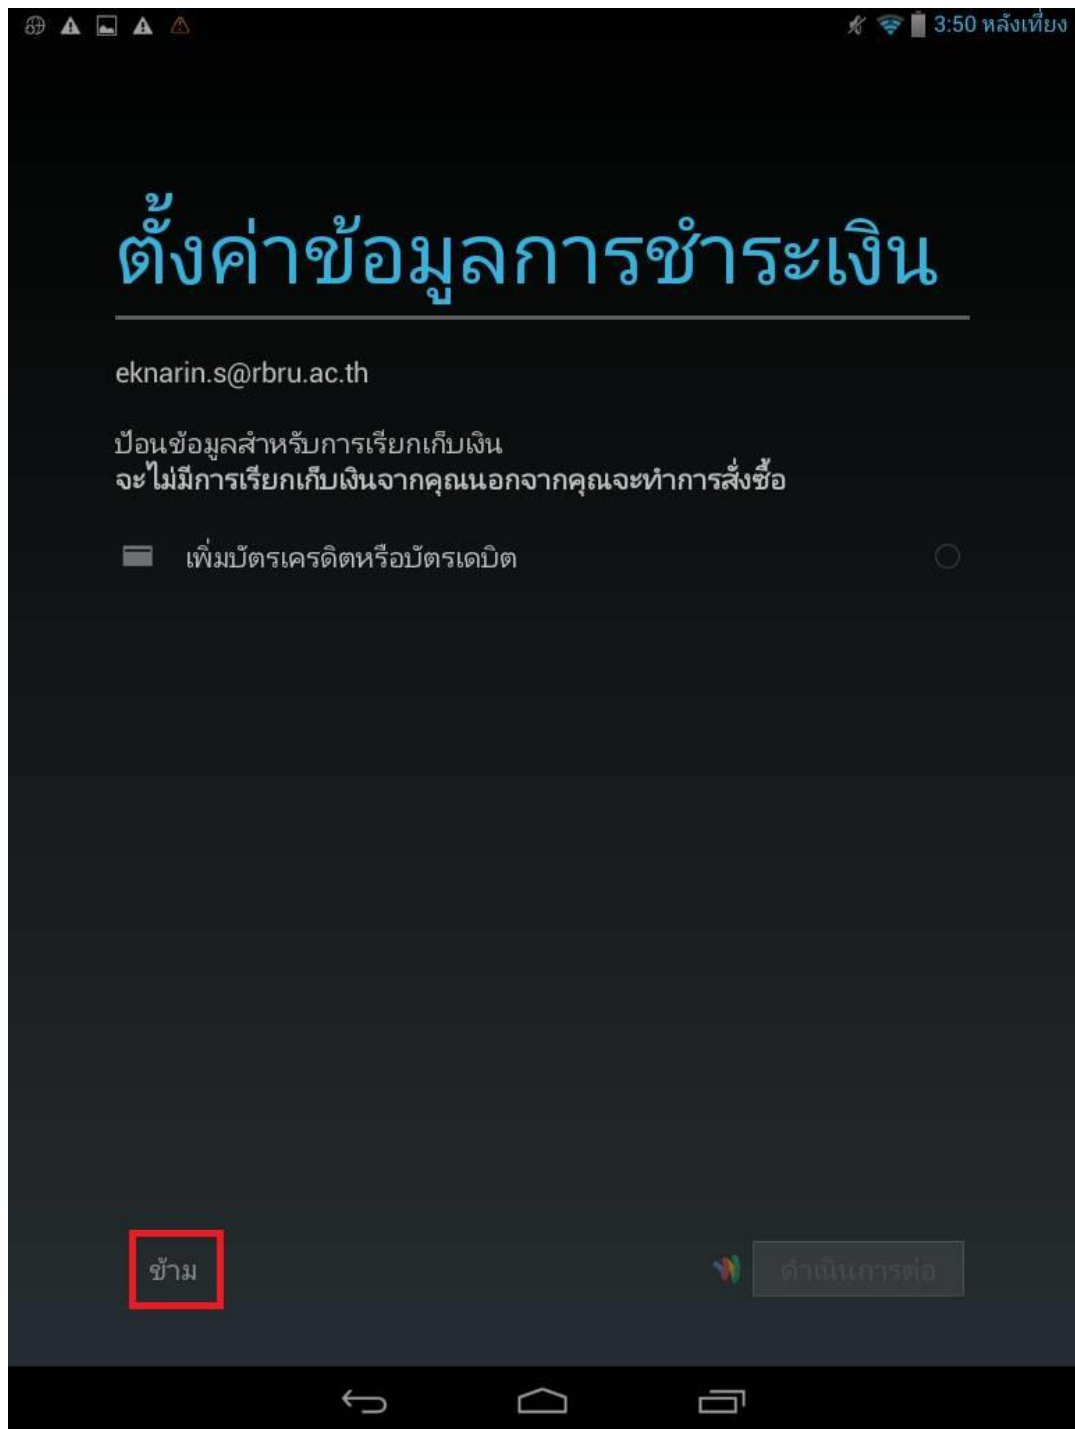 3:50 หลังเที่ยง
ตั้งค่าข้อมูลการชำระเงิน
eknarin.s@rbru.ac.th
ป้อนข้อมูลสำหรับการเรียกเก็บเงิน
จะไม่มีการเรียกเก็บเงินจากคุณนอกจากคุณจะทำการสั่งซื้อ
เพิ่มบัตรเครดิตหรือบัตรเดบิต
ข้าม
ดำเนินการต่อ